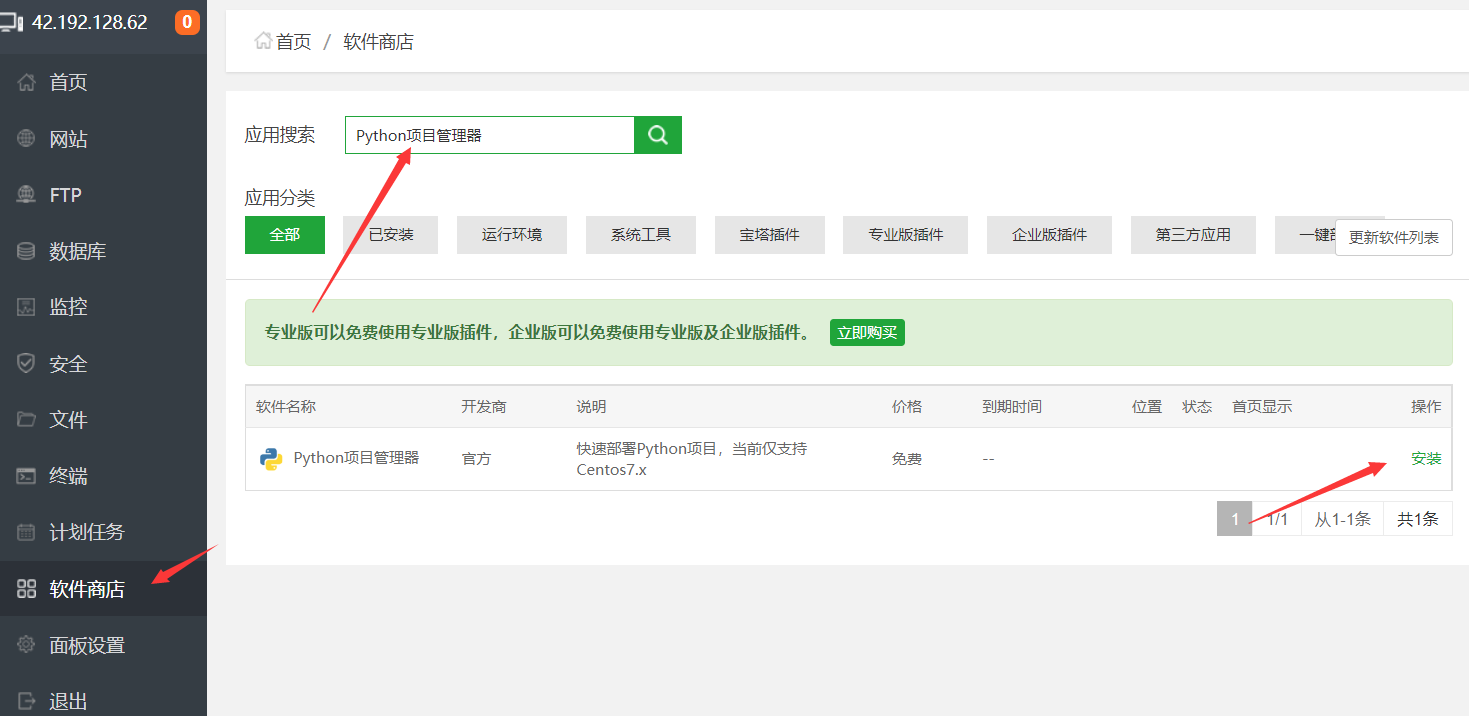 42.192.128.62 0
首页
网站
FTP
数据库
监控
安全
文件
终端
计划任务
软件商店
面板设置
退出
首页 / 软件商店
应用搜索 Python项目管理器
应用分类
全部 已安装 运行环境 系统工具 宝塔插件 专业版插件 企业版插件 第三方应用 一键 更新软件列表
专业版可以免费使用专业版插件，企业版可以免费使用专业版及企业版插件。 立即购买
软件名称 开发商 说明 价格 到期时间 位置 状态 首页显示 操作
Python项目管理器 官方 快速部署Python项目，当前仅支持 免费 -- 安装
Centos7.x
1 1/1 从1-1条 共1条